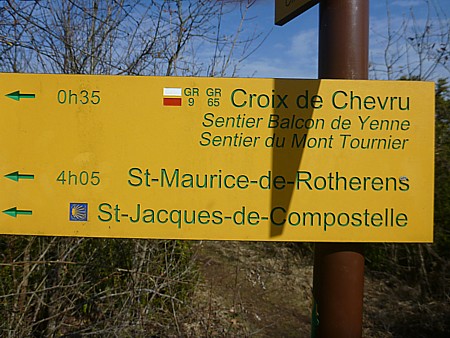 0h35 GR 9 GR 65 Croix de Chevru
Sentier Balcon de Yenne
Sentier du Mont Tournier
4h05 St-Maurice-de-Rotherens
St-Jacques-de-Compostelle